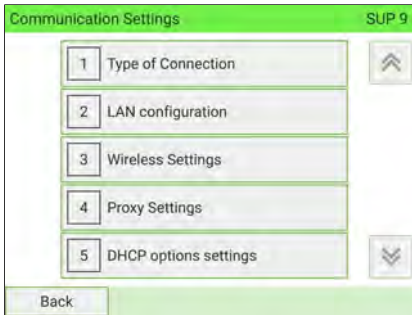 Communication Settings SUP 9
1 Type of Connection
2 LAN configuration
3 Wireless Settings
4 Proxy Settings
5 DHCP options settings
Back